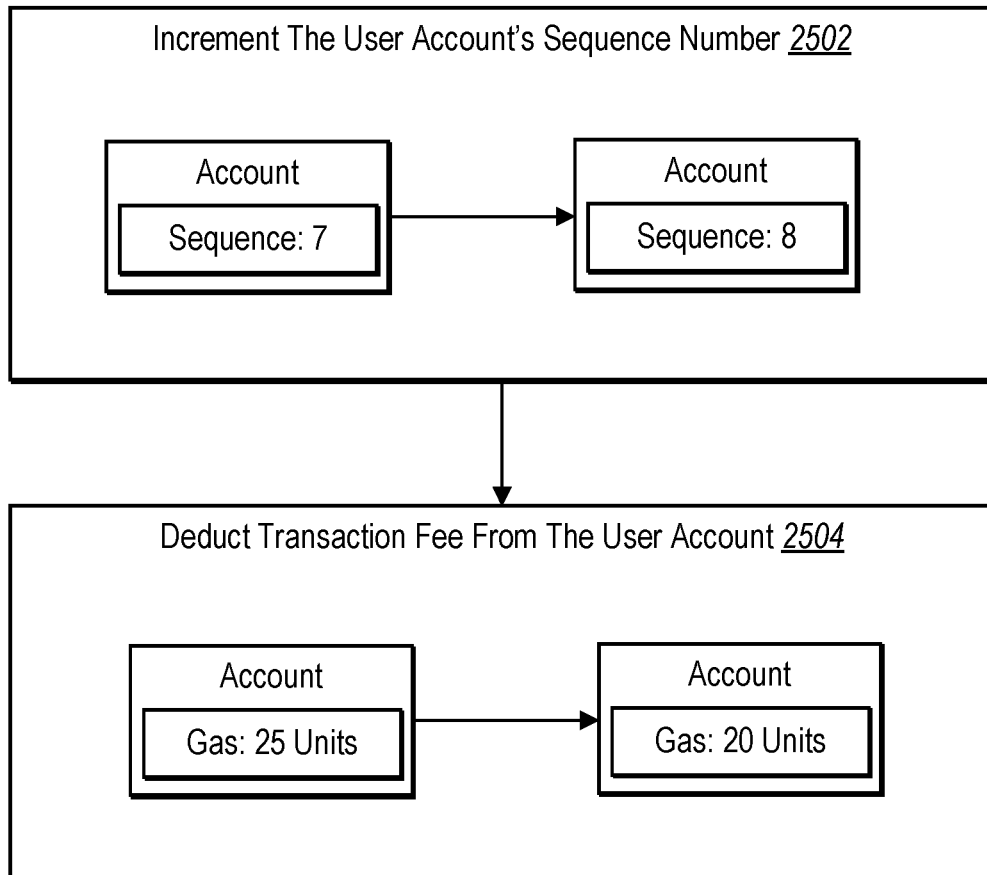 Increment The User Account's Sequence Number 2502
Account
Sequence: 7
Account
Sequence: 8
Deduct Transaction Fee From The User Account 2504
Account
Gas: 25 Units
Account
Gas: 20 Units